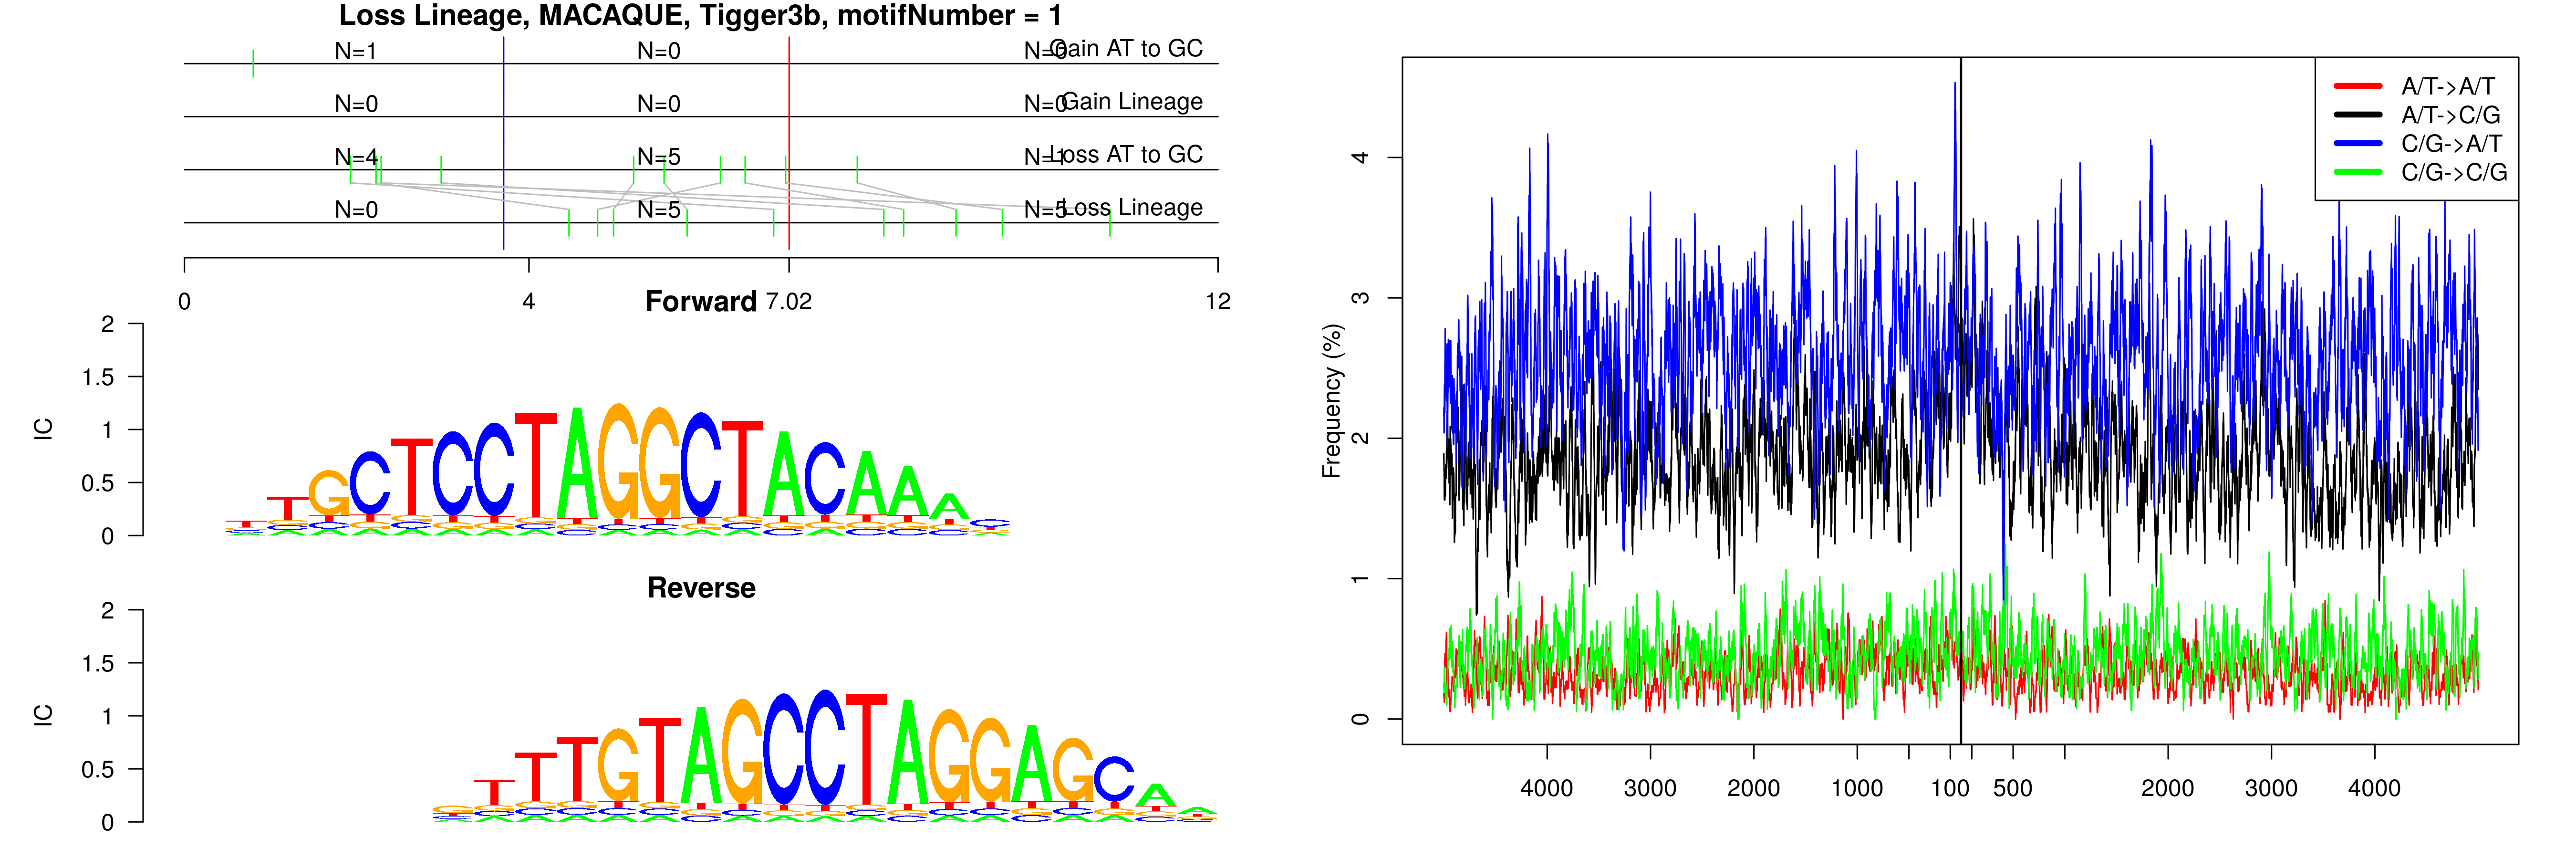 Loss Lineage, MACAQUE, Tigger3b, motifNumber = 1
N=1 N=0 N=0 Gain AT to GC
N=0 N=0 N=0 Gain Lineage
N=4 N=5 N=1 Loss AT to GC
N=0 N=5 N=5 Loss Lineage
0 4 7.02 12
Forward
IC
2
1.5
1
0.5
0
TTGCTCCTAGGCTACAAAC
Reverse
IC
2
1.5
1
0.5
0
GTTTGTAGCCTAGGAGCAA
Frequency (%)
4
3
2
1
0
A/T->A/T
A/T->C/G
C/G->A/T
C/G->C/G
4000 3000 2000 1000 100 500 2000 3000 4000